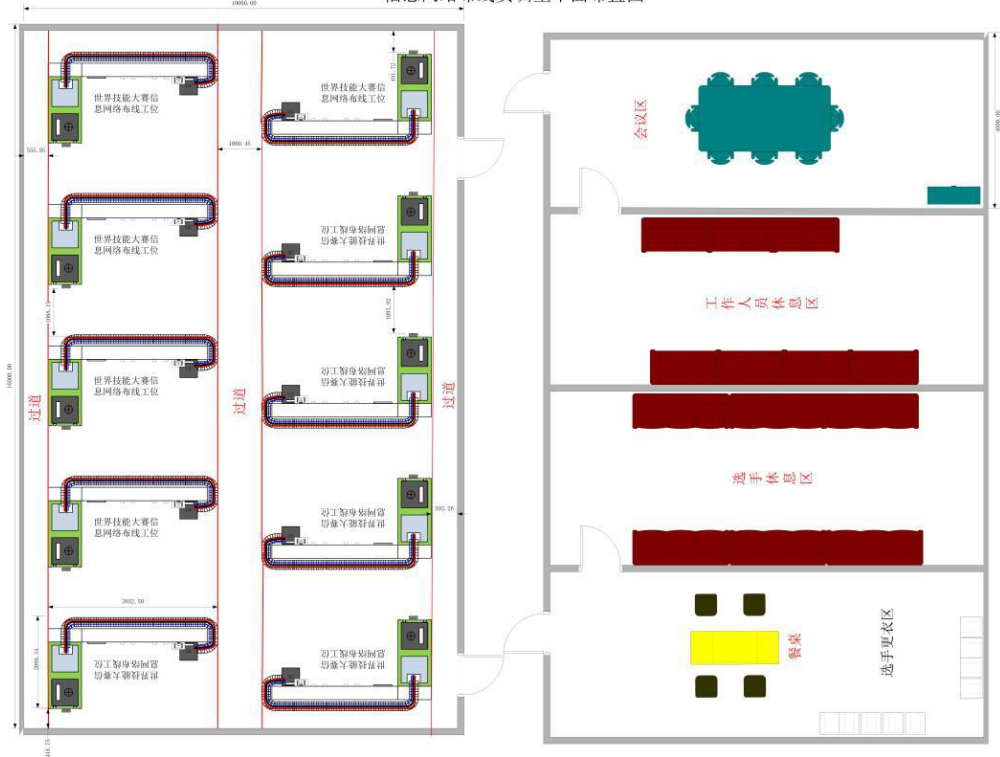 10000.00
世界技能大赛信
息网络布线工位
世界技能大赛信
息网络布线工位
691.72
555.95
1069.45
16000.00
世界技能大赛信
息网络布线工位
世界技能大赛信
息网络布线工位
世界技能大赛信
息网络布线工位
世界技能大赛信
息网络布线工位
过道
过道
过道
世界技能大赛信
息网络布线工位
世界技能大赛信
息网络布线工位
3852.50
世界技能大赛信
息网络布线工位
世界技能大赛信
息网络布线工位
会议区
4000.00
工作人员休息区
选手休息区
餐桌
选手更衣区